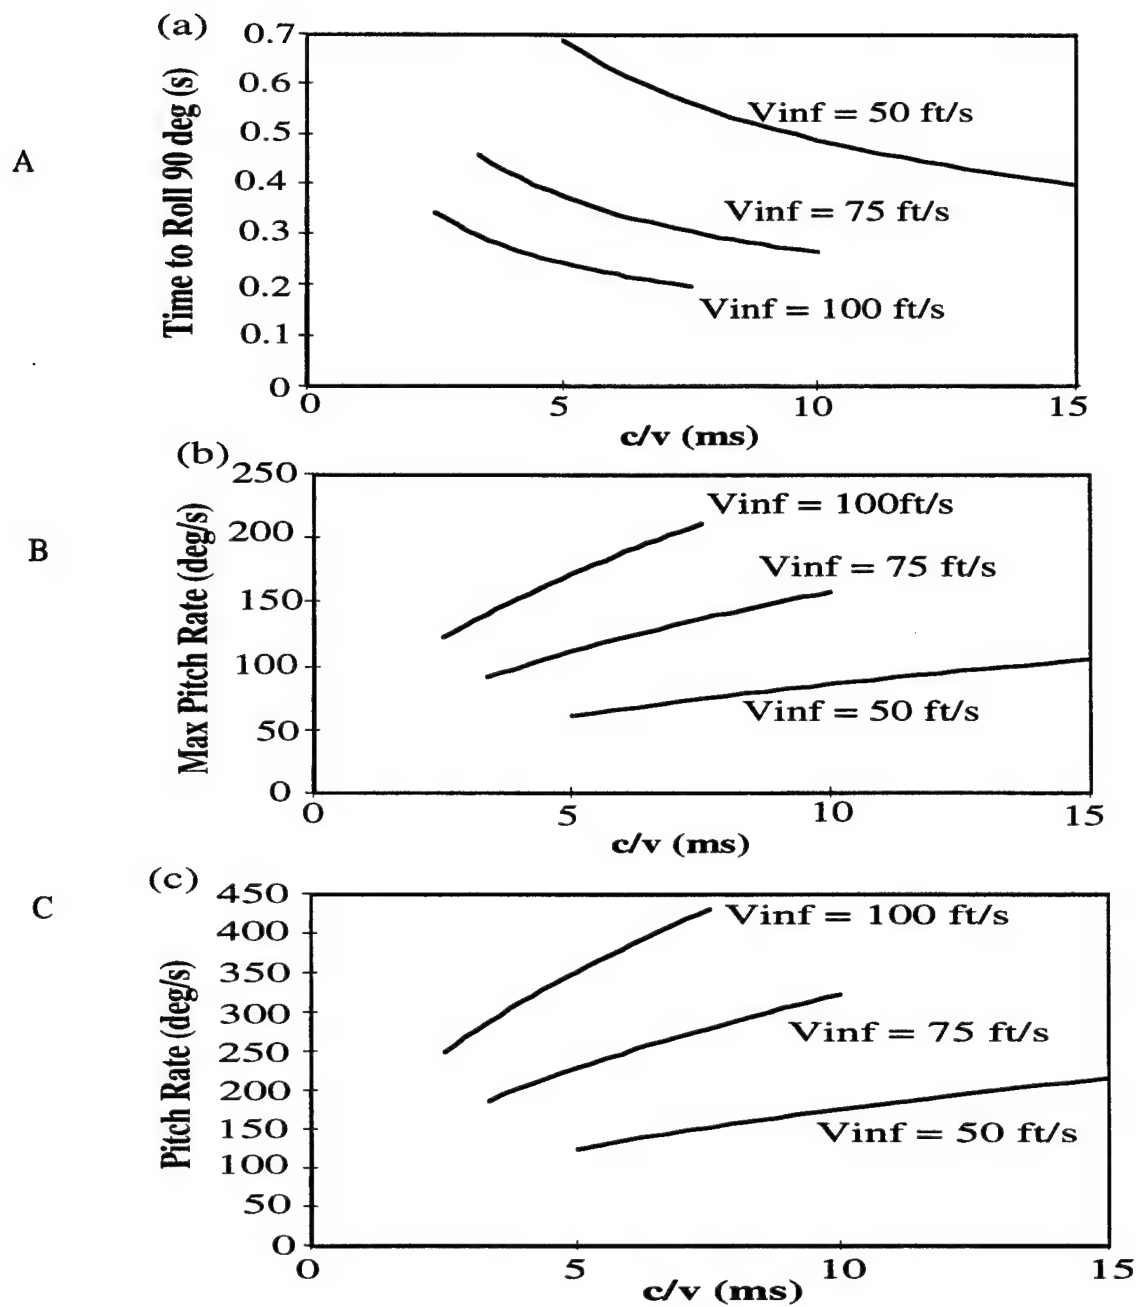 (a)
A
Time to Roll 90 deg (s)
0.7
0.6
0.5
0.4
0.3
0.2
0.1
0
Vinf = 50 ft/s
Vinf = 75 ft/s
Vinf = 100 ft/s
0 5 10 15
c/v (ms)
(b)
B
Max Pitch Rate (deg/s)
250
200
150
100
50
0
Vinf = 100ft/s
Vinf = 75 ft/s
Vinf = 50 ft/s
0 5 10 15
c/v (ms)
(c)
C
Pitch Rate (deg/s)
450
400
350
300
250
200
150
100
50
0
Vinf = 100 ft/s
Vinf = 75 ft/s
Vinf = 50 ft/s
0 5 10 15
c/v (ms)